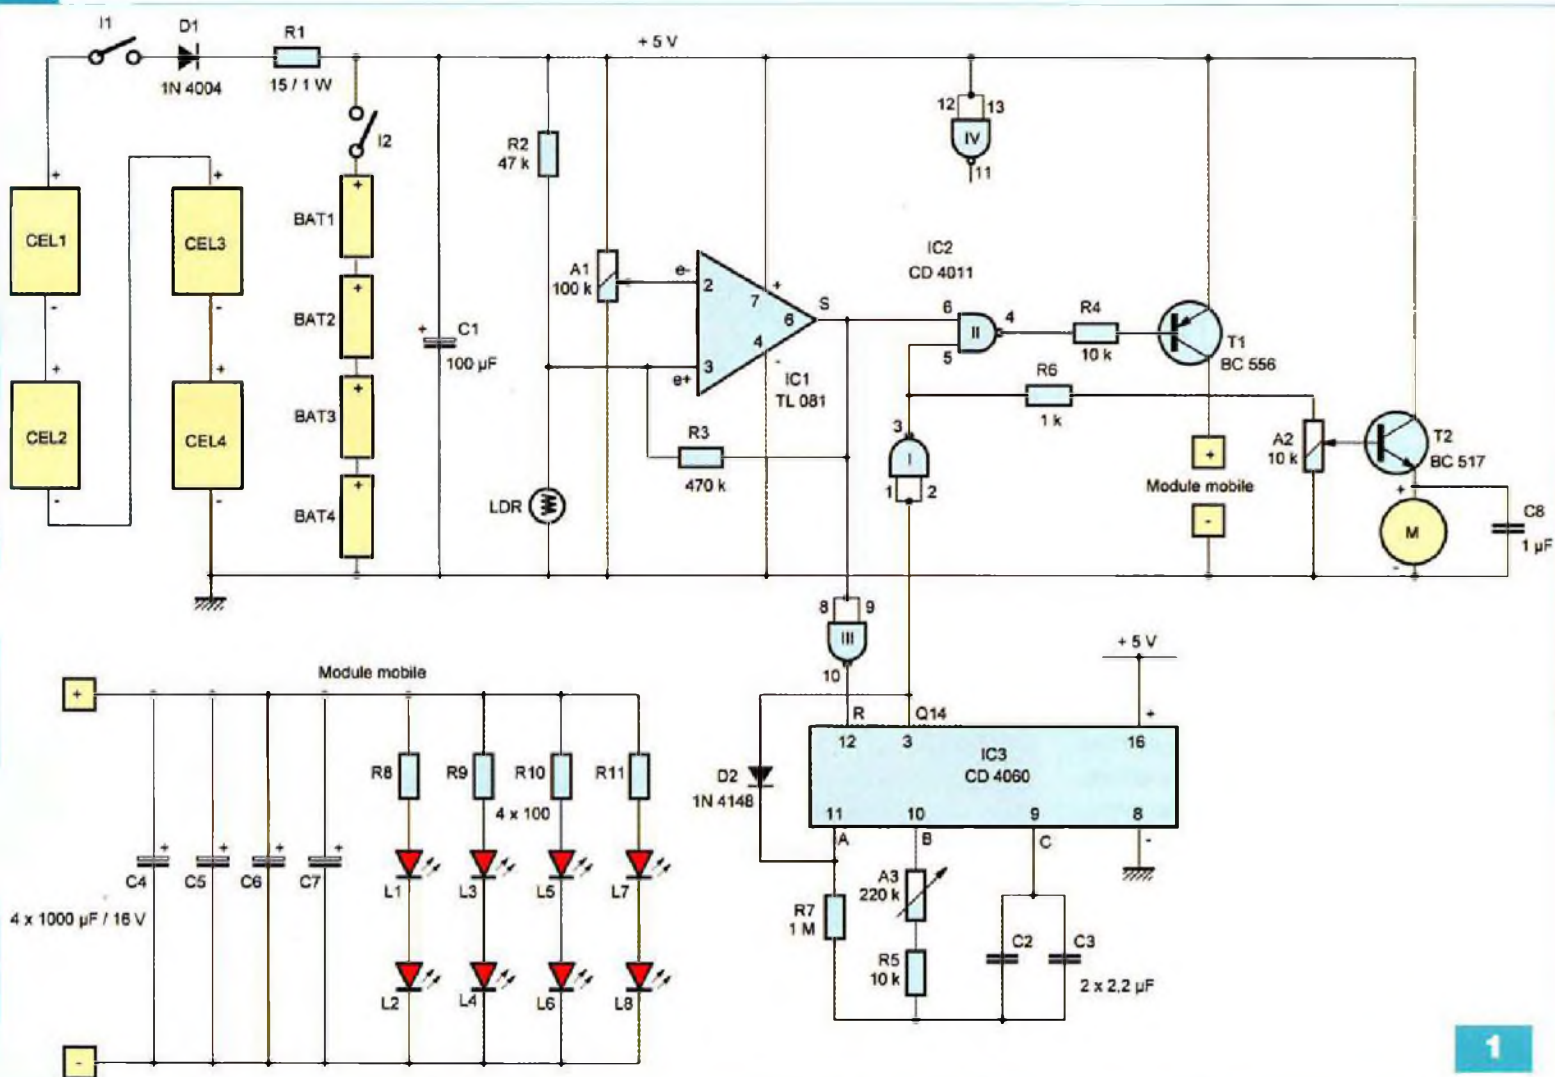 I1
D1
1N 4004
R1
15 / 1 W
+ 5 V
I2
+
CEL1
-
+
CEL2
-
+
CEL3
-
+
CEL4
-
+
BAT1
+
BAT2
+
BAT3
+
BAT4
+
C1
100 µF
R2
47 k
LDR
A1
100 k
e-
2
3
e+
7
+
6
4
-
S
IC1
TL 081
R3
470 k
IC2
CD 4011
12
13
IV
11
6
5
II
4
R4
10 k
T1
BC 556
R6
1 k
3
I
1
2
+
Module mobile
-
A2
10 k
T2
BC 517
+
M
-
C8
1 µF
8
9
III
10
+ 5 V
R
Q14
+
12
3
16
IC3
CD 4060
11
10
9
8
A
B
C
-
D2
1N 4148
R7
1 M
A3
220 k
R5
10 k
C2
C3
2 x 2,2 µF
Module mobile
+
-
+
C4
+
C5
+
C6
+
C7
4 x 1000 µF / 16 V
R8
R9
R10
R11
4 x 100
L1
L3
L5
L7
L2
L4
L6
L8
1